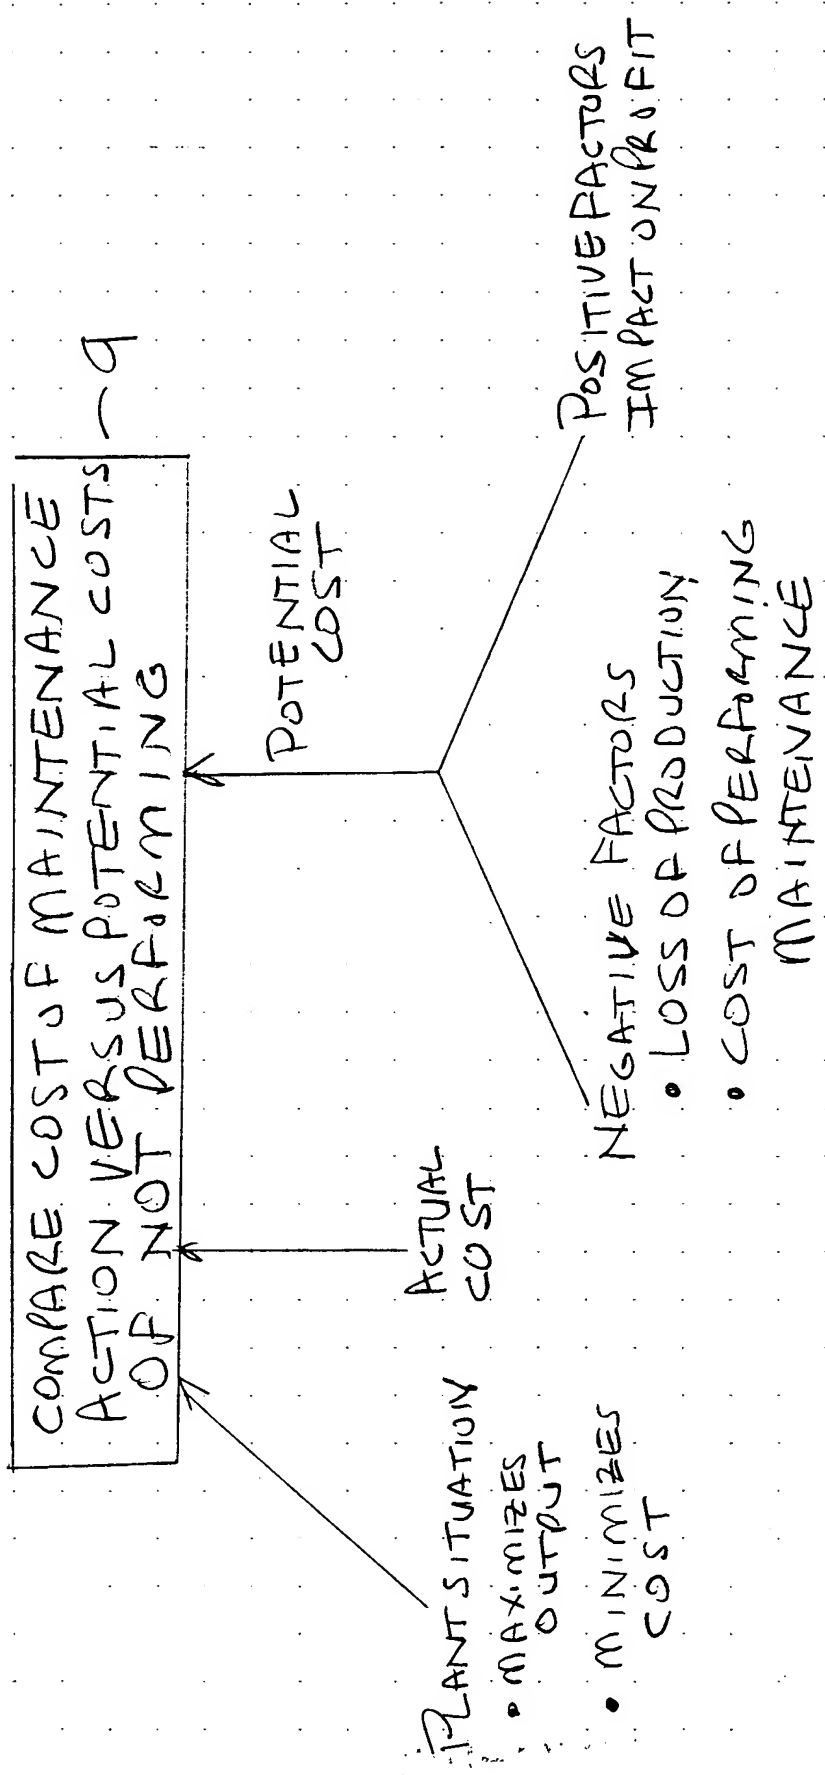 COMPARE COST OF MAINTENANCE
ACTION VERSUS POTENTIAL COSTS
OF NOT PERFORMING
9
PLANT SITUATION
• MAXIMIZES
OUTPUT
• MINIMIZES
COST
ACTUAL
COST
POTENTIAL
COST
NEGATIVE FACTORS
• LOSS OF PRODUCTION
• COST OF PERFORMING
MAINTENANCE
POSITIVE FACTORS
IMPACT ON PROFIT